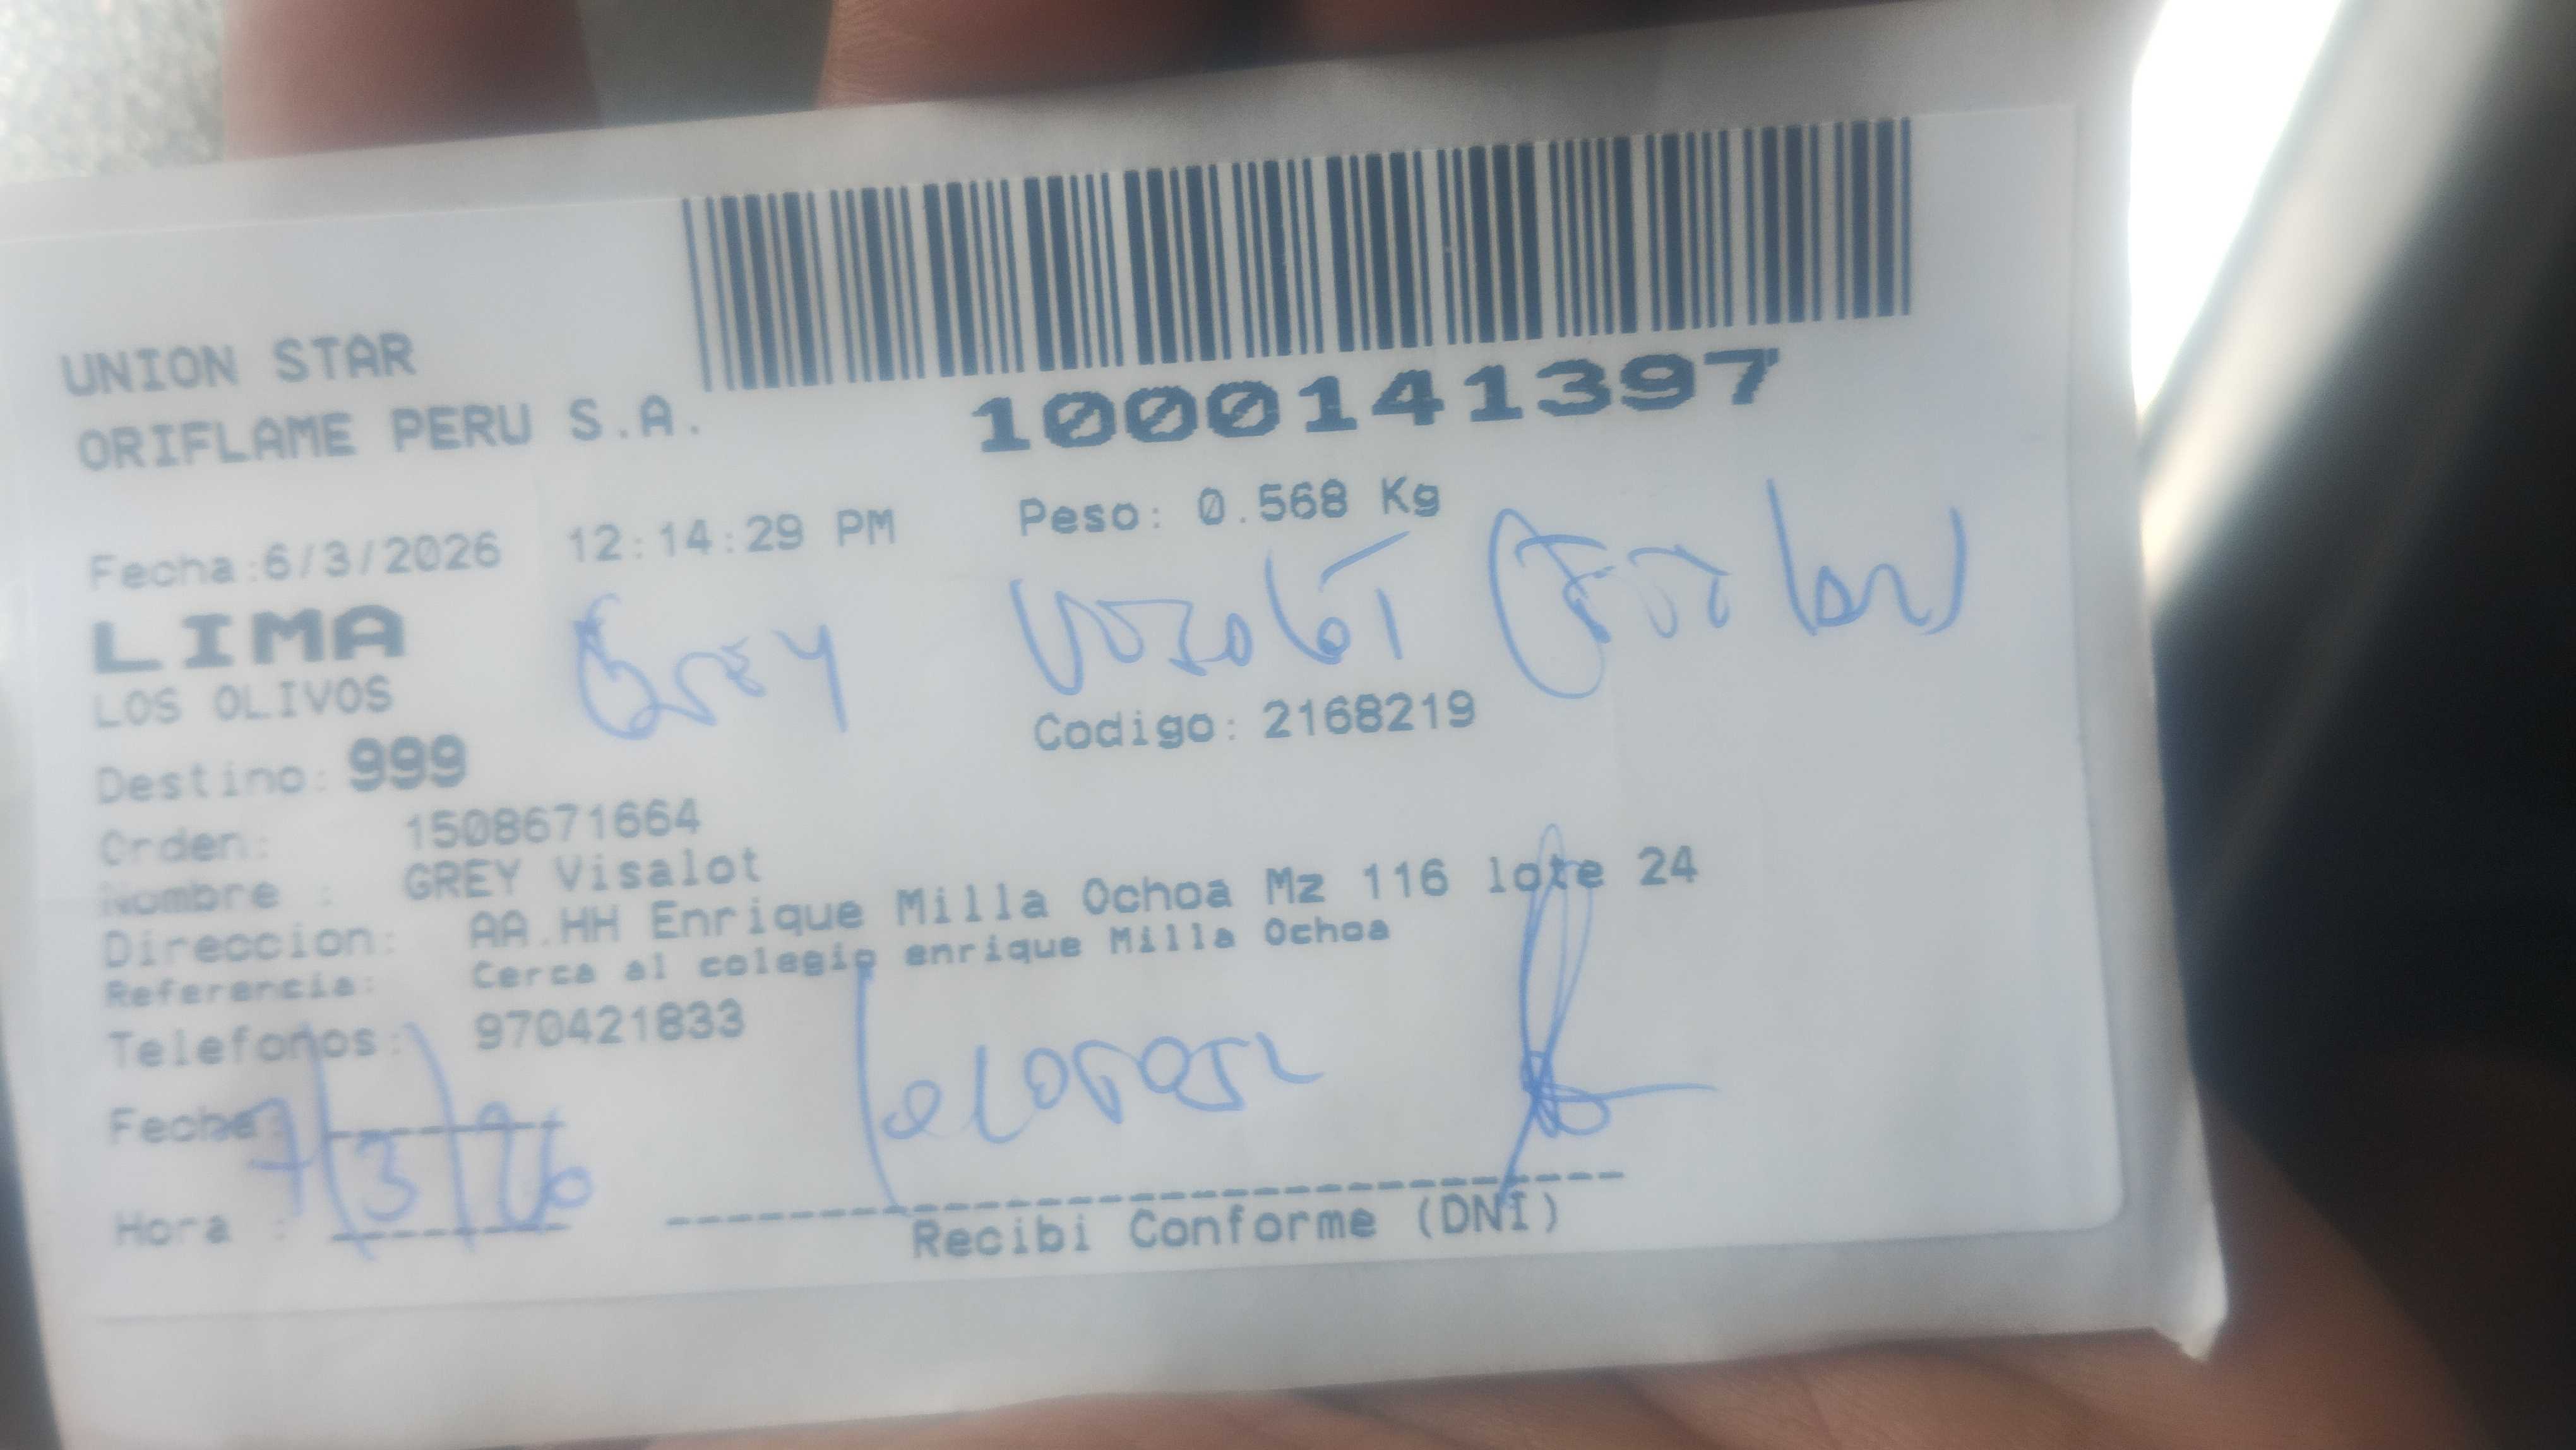 UNION STAR
ORIFLAME PERU S.A.
1000141397
Fecha:6/3/2026 12:14:29 PM Peso: 0.568 Kg
LIMA
Grey
LOS OLIVOS
Codigo: 2168219
Destino: 999
Orden: 1508671664
Nombre : GREY Visalot
Direccion: AA.HH Enrique Milla Ochoa Mz 116 lote 24
Referencia: Cerca al colegio enrique Milla Ochoa
Telefonos: 970421833
Fecha: 7/3/26
Hora :
Recibi Conforme (DNI)